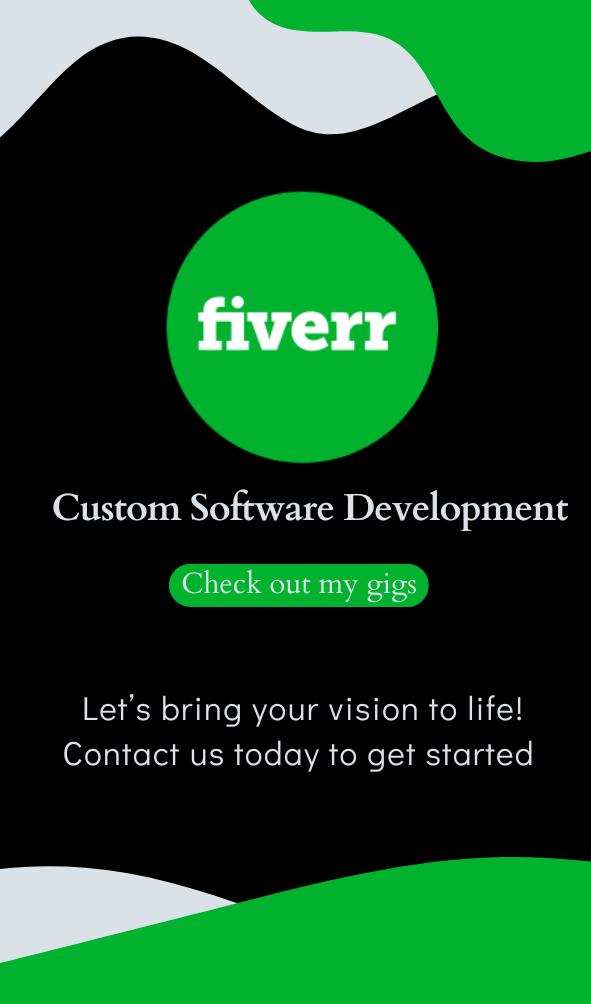 fiverr
Custom Software Development
Check out my gigs
Let’s bring your vision to life!
Contact us today to get started